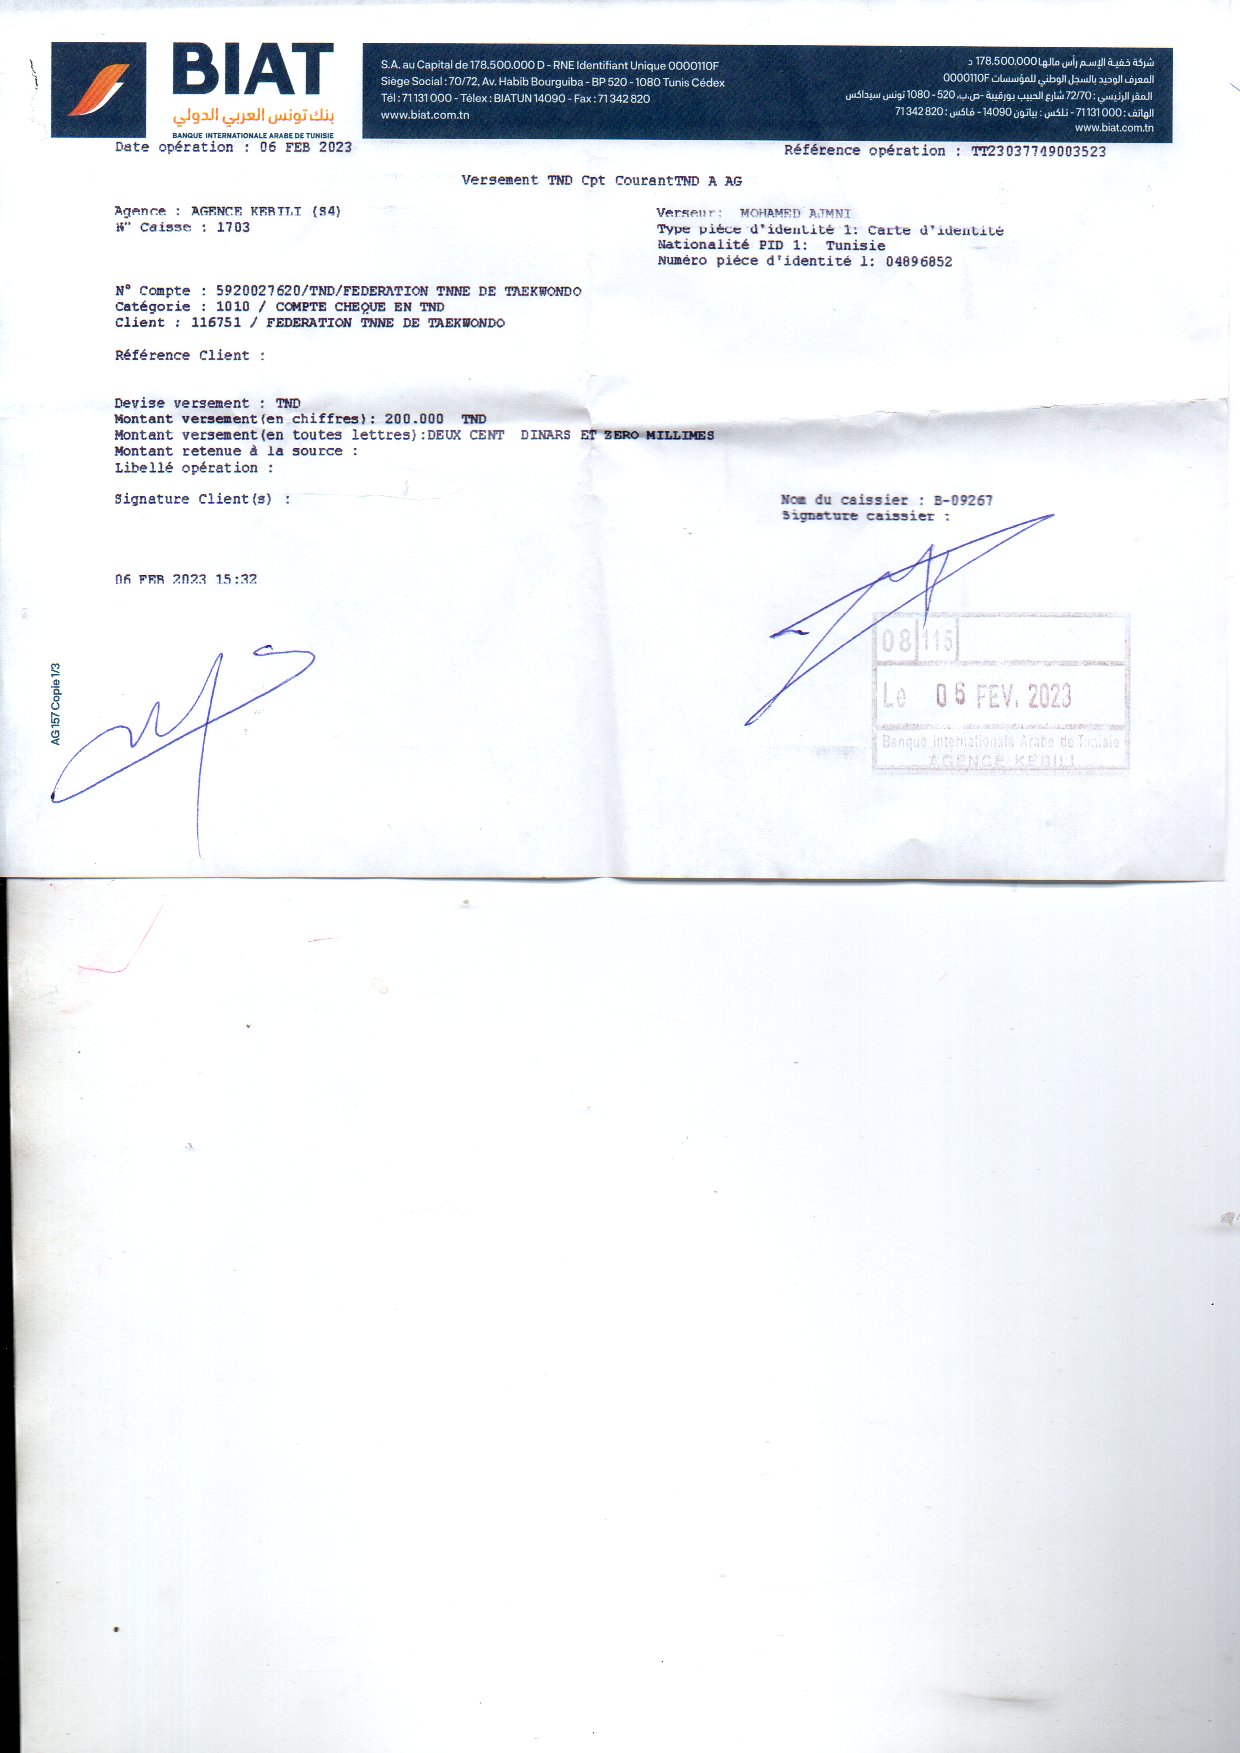 BIAT
بنك تونس العربي الدولي
BANQUE INTERNATIONALE ARABE DE TUNISIE
S.A. au Capital de 178.500.000 D - RNE Identifiant Unique 0000110F
Siège Social : 70/72, Av. Habib Bourguiba - BP 520 - 1080 Tunis Cédex
Tél : 71 131 000 - Télex : BIATUN 14090 - Fax : 71 342 820
www.biat.com.tn
شركة خفية الإسم رأس مالها 178.500.000 د
المعرف الوحيد بالسجل الوطني للمؤسسات 0000110F
المقر الرئيسي : 72/70 شارع الحبيب بورقيبة -ص.ب. 520 - 1080 تونس سيداكس
الهاتف : 71131 000 - تلكس : بياتون 14090 - فاكس : 71 342 820
www.biat.com.tn
Date opération : 06 FEB 2023
Référence opération : TT23037749003523
Versement TND Cpt CourantTND A AG
Agence : AGENCE KEBILI (S4)
N° Caisse : 1703
Verseur: MOHAMED AJMNI
Type pièce d'identité 1: Carte d'identité
Nationalité PID 1: Tunisie
Numéro pièce d'identité 1: 04896852
N° Compte : 5920027620/TND/FEDERATION TNNE DE TAEKWONDO
Catégorie : 1010 / COMPTE CHEQUE EN TND
Client : 116751 / FEDERATION TNNE DE TAEKWONDO
Référence Client :
Devise versement : TND
Montant versement(en chiffres): 200.000 TND
Montant versement(en toutes lettres):DEUX CENT DINARS ET ZERO MILLIMES
Montant retenue à la source :
Libellé opération :
Signature Client(s) :
Nom du caissier : B-09267
Signature caissier :
06 FEB 2023 15:32
08 115
Le 06 FEV. 2023
Banque Internationale Arabe de Tunisie
AGENCE KEBILI
AG 157 Copie 1/3